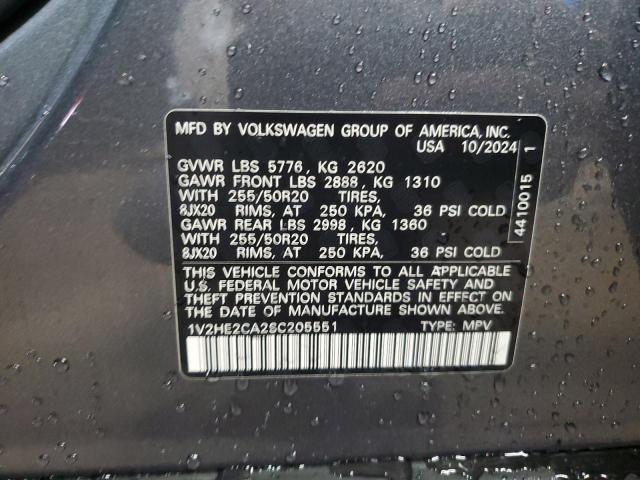 MFD BY VOLKSWAGEN GROUP OF AMERICA, INC.
USA 10/2024
GVWR LBS 5776, KG 2620
GAWR FRONT LBS 2888, KG 1310
WITH 255/50R20 TIRES,
8JX20 RIMS, AT 250 KPA, 36 PSI COLD
GAWR REAR LBS 2998, KG 1360
WITH 255/50R20 TIRES,
8JX20 RIMS, AT 250 KPA, 36 PSI COLD
THIS VEHICLE CONFORMS TO ALL APPLICABLE
U.S. FEDERAL MOTOR VEHICLE SAFETY AND
THEFT PREVENTION STANDARDS IN EFFECT ON
THE DATE OF MANUFACTURE SHOWN ABOVE.
1V2HE2CA2SC205551 TYPE: MPV
4410015 1